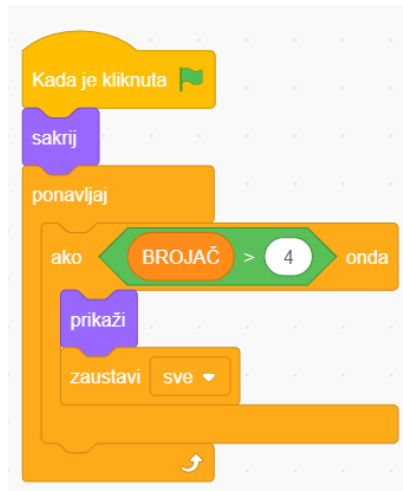 Kada je kliknuta
sakrij
ponavljaj
ako BROJAČ > 4 onda
prikaži
zaustavi sve